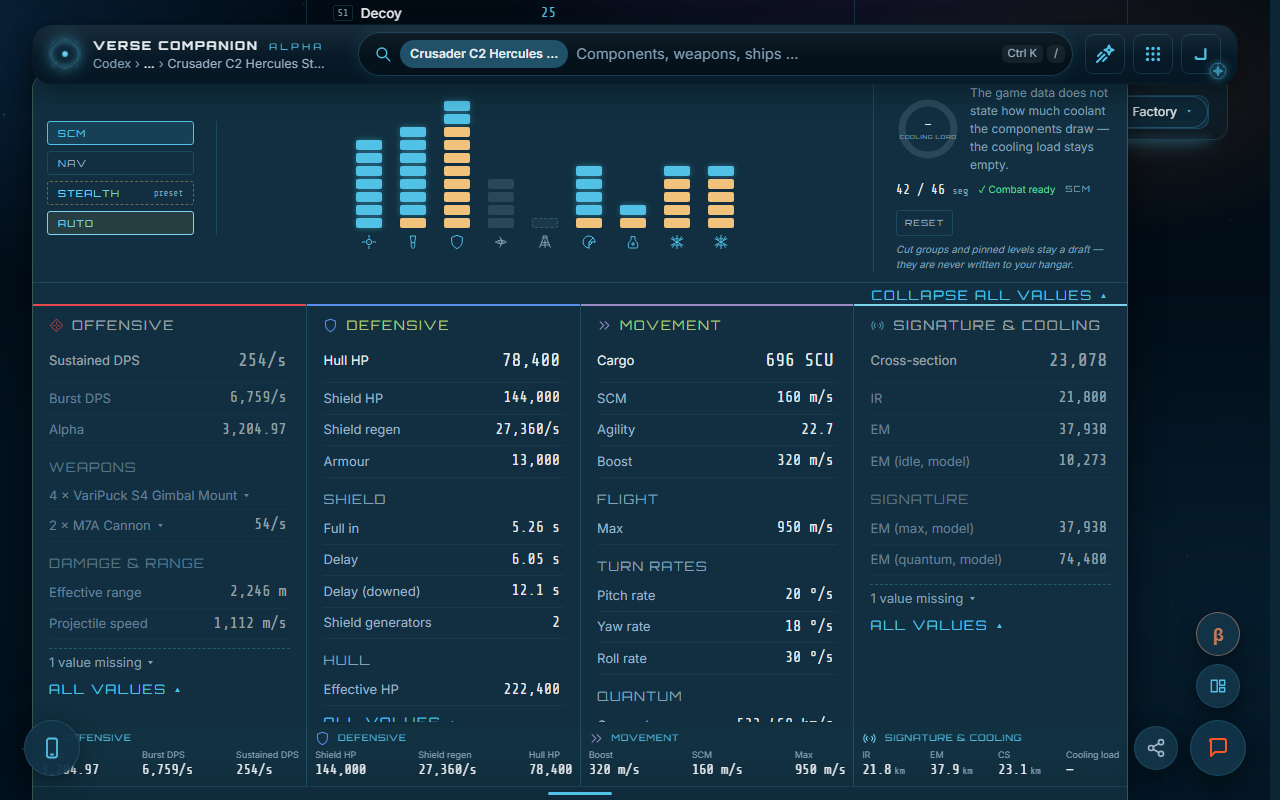 S1 Decoy 25
VERSE COMPANION ALPHA
Codex › ... › Crusader C2 Hercules St...
Crusader C2 Hercules ... Components, weapons, ships ... Ctrl K /
Factory
SCM
NAV
STEALTH preset
AUTO
–
COOLING LOAD
The game data does not
state how much coolant
the components draw —
the cooling load stays
empty.
42 / 46 seg ✓ Combat ready SCM
RESET
Cut groups and pinned levels stay a draft —
they are never written to your hangar.
COLLAPSE ALL VALUES ▲
OFFENSIVE
Sustained DPS 254/s
Burst DPS 6,759/s
Alpha 3,204.97
WEAPONS
4 × VariPuck S4 Gimbal Mount
2 × M7A Cannon 54/s
DAMAGE & RANGE
Effective range 2,246 m
Projectile speed 1,112 m/s
1 value missing
ALL VALUES ▲
DEFENSIVE
Hull HP 78,400
Shield HP 144,000
Shield regen 27,360/s
Armour 13,000
SHIELD
Full in 5.26 s
Delay 6.05 s
Delay (downed) 12.1 s
Shield generators 2
HULL
Effective HP 222,400
MOVEMENT
Cargo 696 SCU
SCM 160 m/s
Agility 22.7
Boost 320 m/s
FLIGHT
Max 950 m/s
TURN RATES
Pitch rate 20 °/s
Yaw rate 18 °/s
Roll rate 30 °/s
QUANTUM
SIGNATURE & COOLING
Cross-section 23,078
IR 21,800
EM 37,938
EM (idle, model) 10,273
SIGNATURE
EM (max, model) 37,938
EM (quantum, model) 74,480
1 value missing
ALL VALUES ▲
β
Burst DPS Sustained DPS
6,759/s 254/s
DEFENSIVE
Shield HP Shield regen Hull HP
144,000 27,360/s 78,400
MOVEMENT
Boost SCM Max
320 m/s 160 m/s 950 m/s
SIGNATURE & COOLING
IR EM CS Cooling load
21.8 km 37.9 km 23.1 km –